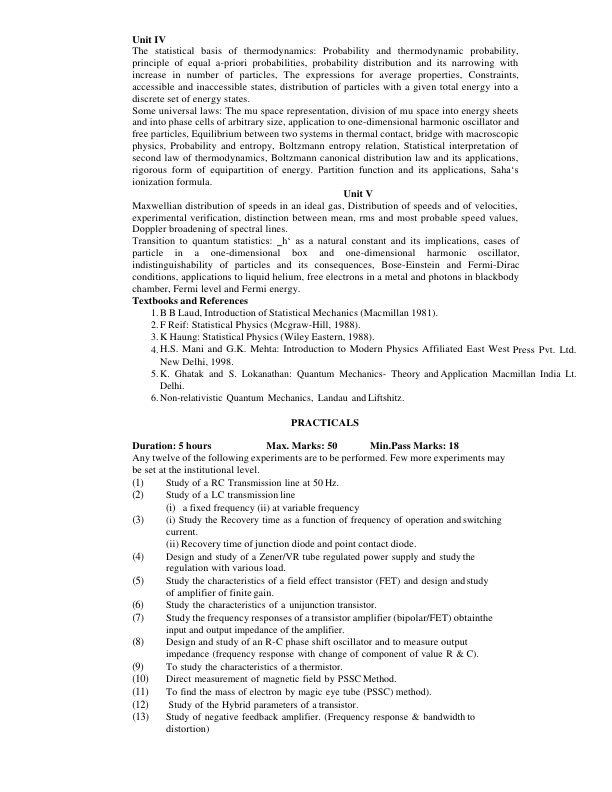 Unit IV
The statistical basis of thermodynamics: Probability and thermodynamic probability,
principle of equal a-priori probabilities, probability distribution and its narrowing with
increase in number of particles, The expressions for average properties, Constraints,
accessible and inaccessible states, distribution of particles with a given total energy into a
discrete set of energy states.
Some universal laws: The mu space representation, division of mu space into energy sheets
and into phase cells of arbitrary size, application to one-dimensional harmonic oscillator and
free particles, Equilibrium between two systems in thermal contact, bridge with macroscopic
physics, Probability and entropy, Boltzmann entropy relation, Statistical interpretation of
second law of thermodynamics, Boltzmann canonical distribution law and its applications,
rigorous form of equipartition of energy. Partition function and its applications, Saha‘s
ionization formula.
Unit V
Maxwellian distribution of speeds in an ideal gas, Distribution of speeds and of velocities,
experimental verification, distinction between mean, rms and most probable speed values,
Doppler broadening of spectral lines.
Transition to quantum statistics: _h‘ as a natural constant and its implications, cases of
particle in a one-dimensional box and one-dimensional harmonic oscillator,
indistinguishability of particles and its consequences, Bose-Einstein and Fermi-Dirac
conditions, applications to liquid helium, free electrons in a metal and photons in blackbody
chamber, Fermi level and Fermi energy.
Textbooks and References
1. B B Laud, Introduction of Statistical Mechanics (Macmillan 1981).
2. F Reif: Statistical Physics (Mcgraw-Hill, 1988).
3. K Haung: Statistical Physics (Wiley Eastern, 1988).
4. H.S. Mani and G.K. Mehta: Introduction to Modern Physics Affiliated East West Press Pvt. Ltd.
New Delhi, 1998.
5. K. Ghatak and S. Lokanathan: Quantum Mechanics- Theory and Application Macmillan India Lt.
Delhi.
6. Non-relativistic Quantum Mechanics, Landau and Liftshitz.
PRACTICALS
Duration: 5 hours Max. Marks: 50 Min.Pass Marks: 18
Any twelve of the following experiments are to be performed. Few more experiments may
be set at the institutional level.
(1) Study of a RC Transmission line at 50 Hz.
(2) Study of a LC transmission line
(i) a fixed frequency (ii) at variable frequency
(3) (i) Study the Recovery time as a function of frequency of operation and switching
current.
(ii) Recovery time of junction diode and point contact diode.
(4) Design and study of a Zener/VR tube regulated power supply and study the
regulation with various load.
(5) Study the characteristics of a field effect transistor (FET) and design and study
of amplifier of finite gain.
(6) Study the characteristics of a unijunction transistor.
(7) Study the frequency responses of a transistor amplifier (bipolar/FET) obtainthe
input and output impedance of the amplifier.
(8) Design and study of an R-C phase shift oscillator and to measure output
impedance (frequency response with change of component of value R & C).
(9) To study the characteristics of a thermistor.
(10) Direct measurement of magnetic field by PSSC Method.
(11) To find the mass of electron by magic eye tube (PSSC) method).
(12) Study of the Hybrid parameters of a transistor.
(13) Study of negative feedback amplifier. (Frequency response & bandwidth to
distortion)